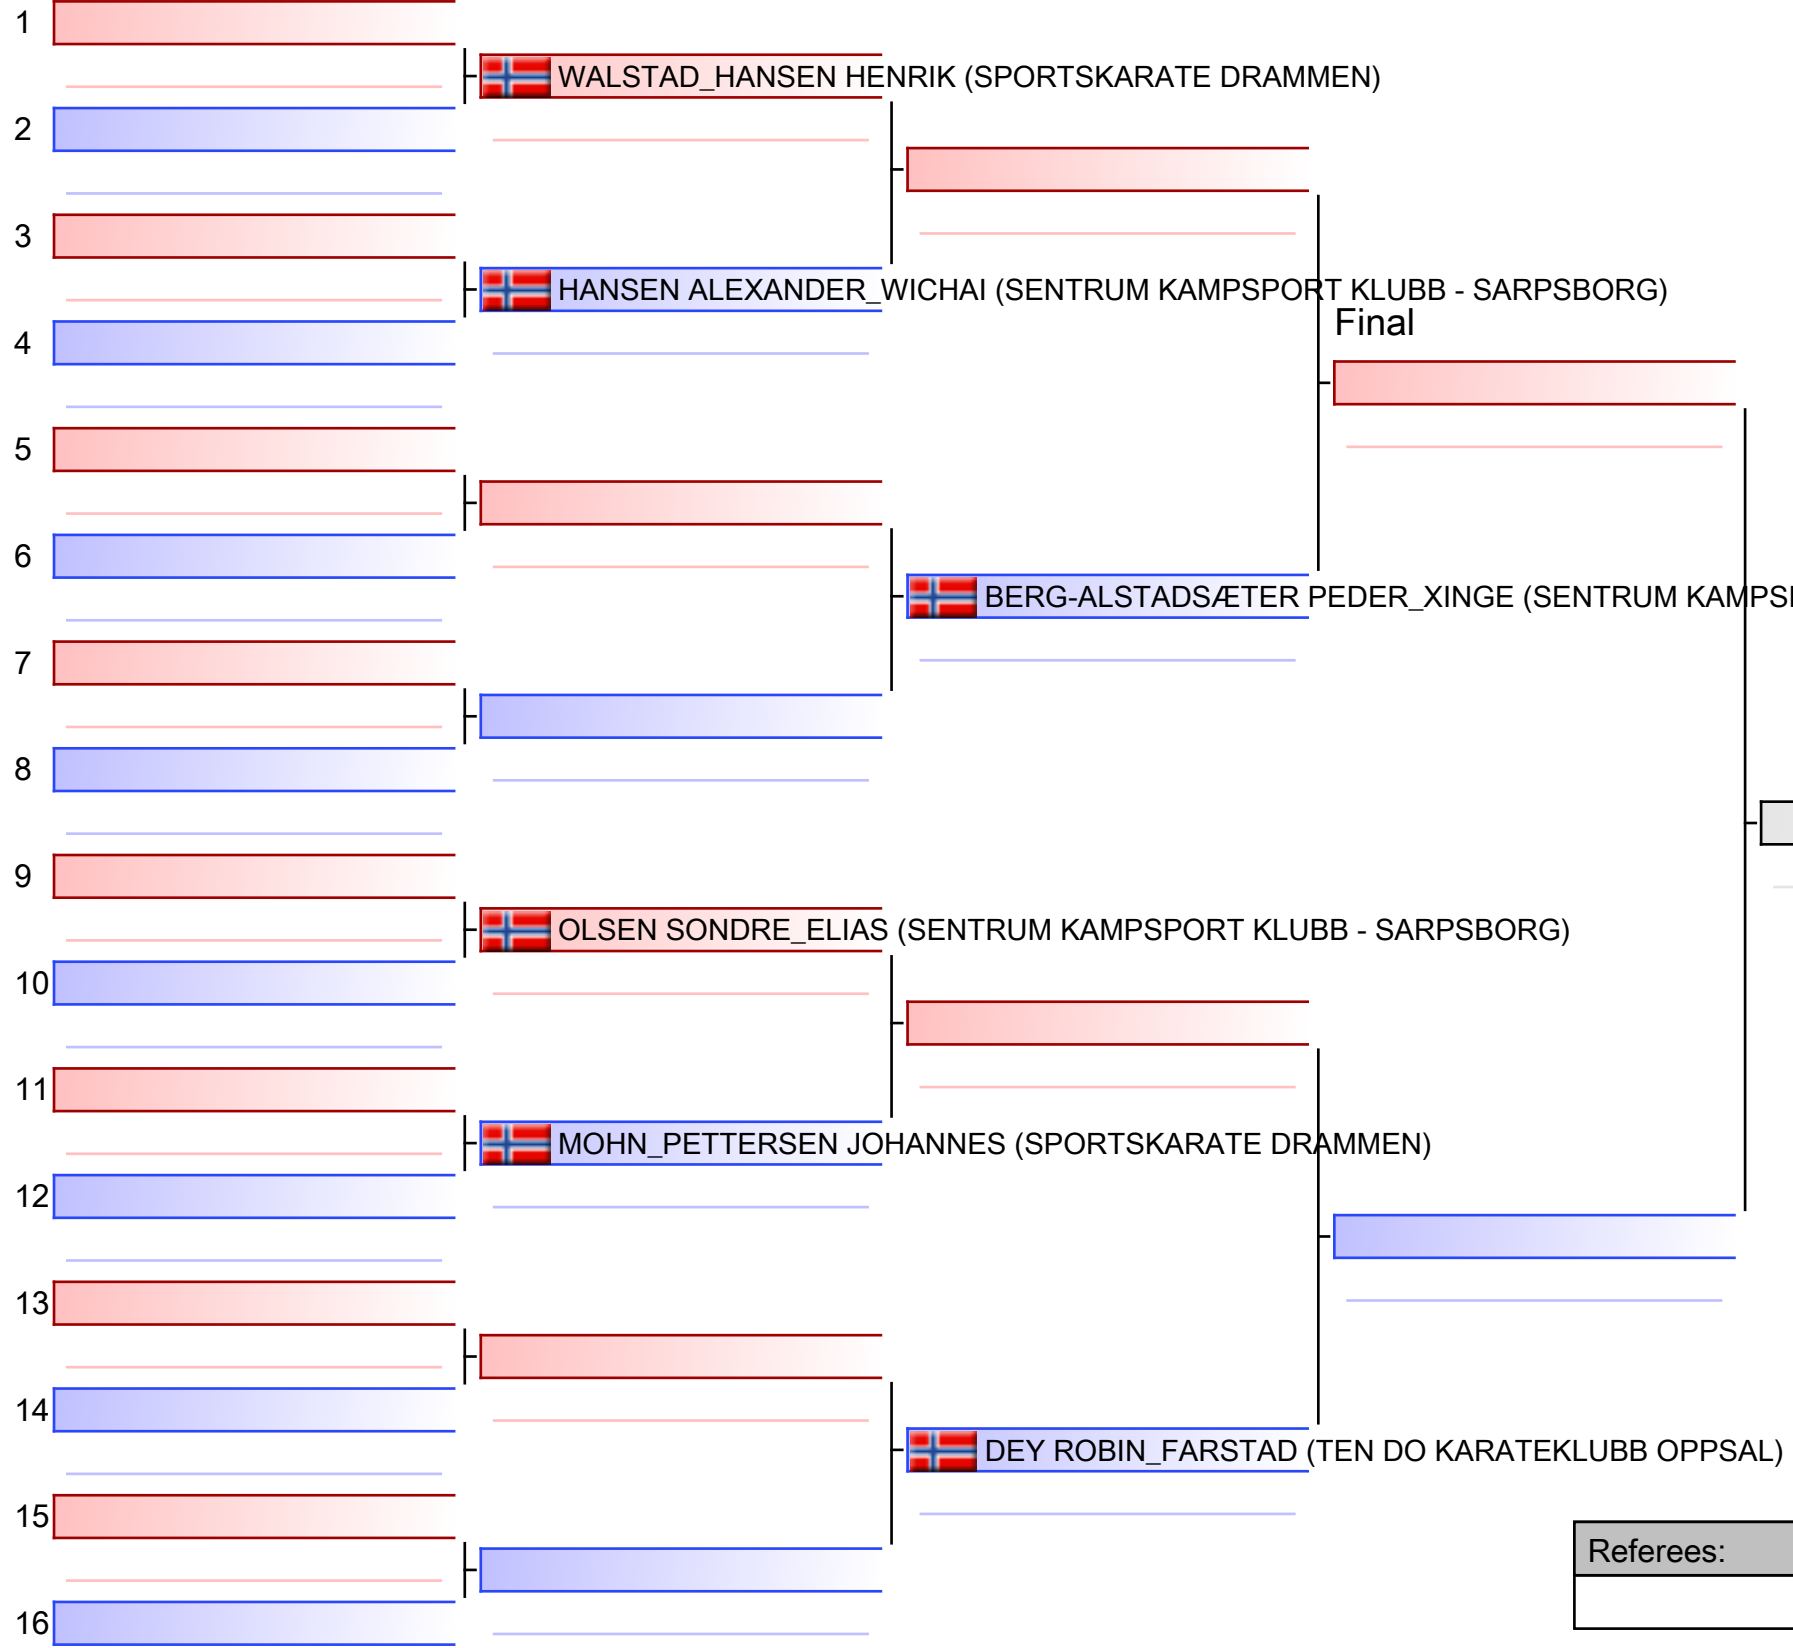 1
WALSTAD_HANSEN HENRIK (SPORTSKARATE DRAMMEN)
2
3
HANSEN ALEXANDER_WICHAI (SENTRUM KAMPSPORT KLUBB - SARPSBORG)
Final
4
5
6
BERG-ALSTADSÆTER PEDER_XINGE (SENTRUM
7
8
9
OLSEN SONDRE_ELIAS (SENTRUM KAMPSPORT KLUBB - SARPSBORG)
10
11
MOHN_PETTERSEN JOHANNES (SPORTSKARATE DRAMMEN)
12
13
14
DEY ROBIN_FARSTAD (TEN DO KARATEKLUBB OPPSAL)
15
Referees:
16